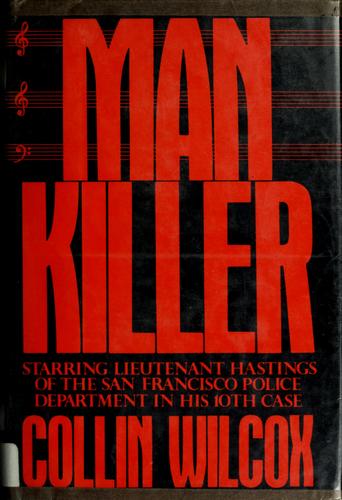 MAN
KILLER
STARRING LIEUTENANT HASTINGS
OF THE SAN FRANCISCO POLICE
DEPARTMENT IN HIS 10TH CASE
COLLIN WILCOX